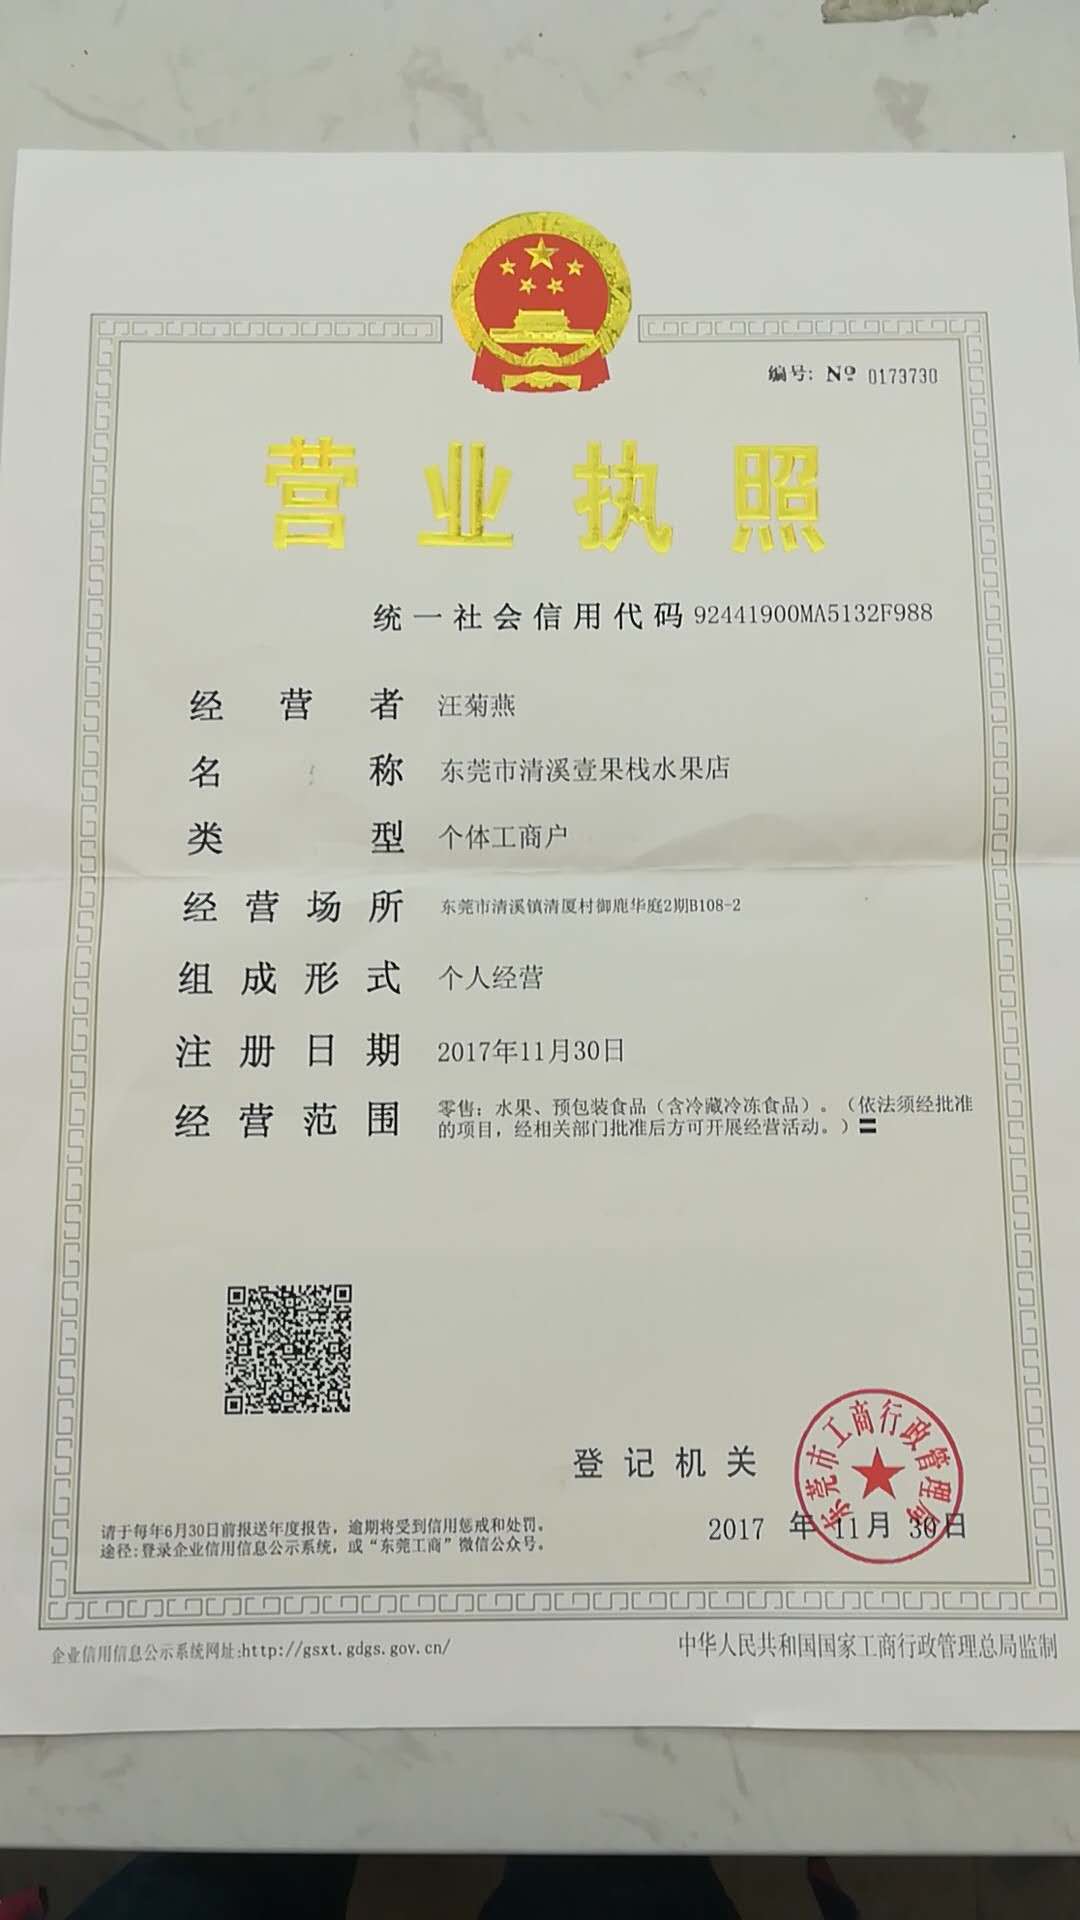 编号: Nº 0173730
营业执照
统一社会信用代码 92441900MA5132F988
经营者 汪菊燕
名称 东莞市清溪壹果栈水果店
类型 个体工商户
经营场所 东莞市清溪镇清厦村御鹿华庭2期B108-2
组成形式 个人经营
注册日期 2017年11月30日
经营范围 零售：水果、预包装食品（含冷藏冷冻食品）。（依法须经批准
的项目，经相关部门批准后方可开展经营活动。）〓
东莞市工商行政管理局
登记机关
2017 年 11月 30日
请于每年6月30日前报送年度报告，逾期将受到信用惩戒和处罚。
途径:登录企业信用信息公示系统，或“东莞工商”微信公众号。
企业信用信息公示系统网址:http://gsxt.gdgs.gov.cn/
中华人民共和国国家工商行政管理总局监制